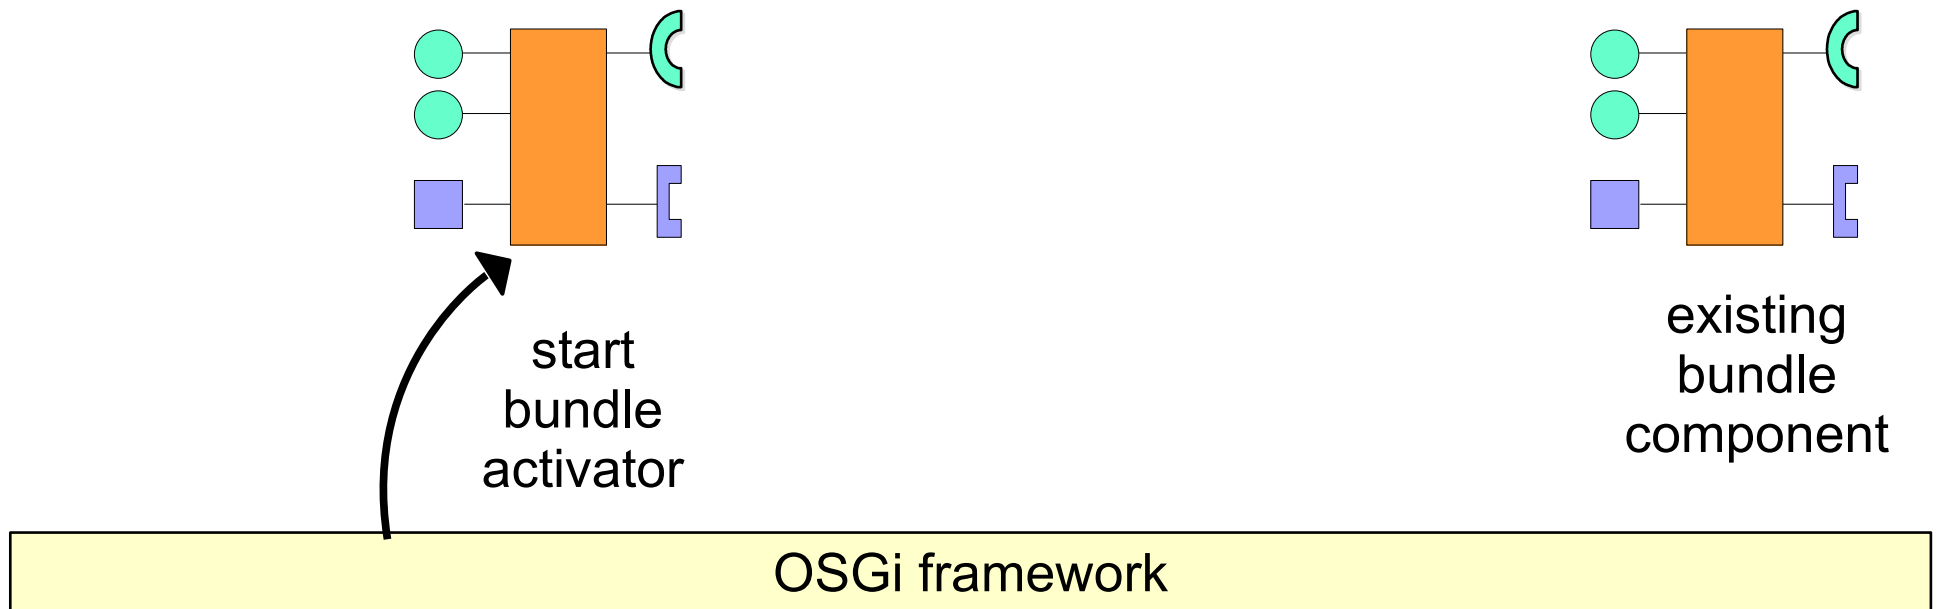 start
bundle
activator
existing
bundle
component
OSGi framework